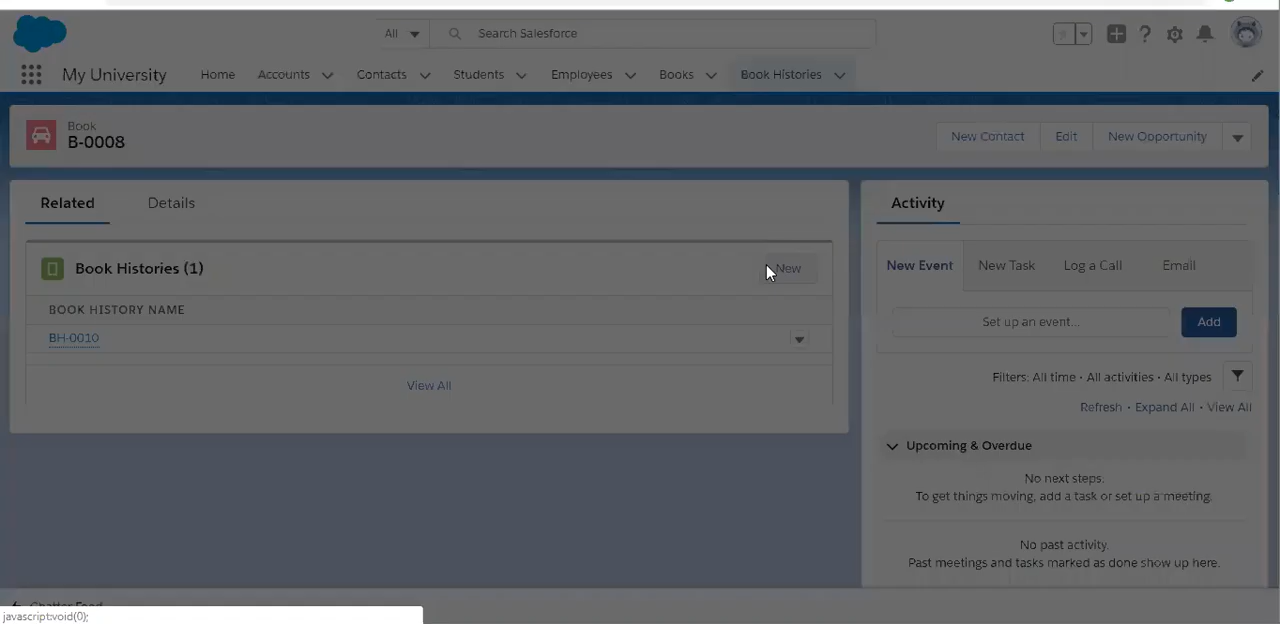 All
Search Salesforce
My University
Home
Accounts
Contacts
Students
Employees
Books
Book Histories
Book
B-0008
New Contact
Edit
New Opportunity
Related
Details
Book Histories (1)
New
BOOK HISTORY NAME
BH-0010
View All
Activity
New Event
New Task
Log a Call
Email
Set up an event...
Add
Filters: All time · All activities · All types
Refresh · Expand All · View All
Upcoming & Overdue
No next steps.
To get things moving, add a task or set up a meeting.
No past activity.
Past meetings and tasks marked as done show up here.
Chatter Feed
javascript:void(0);